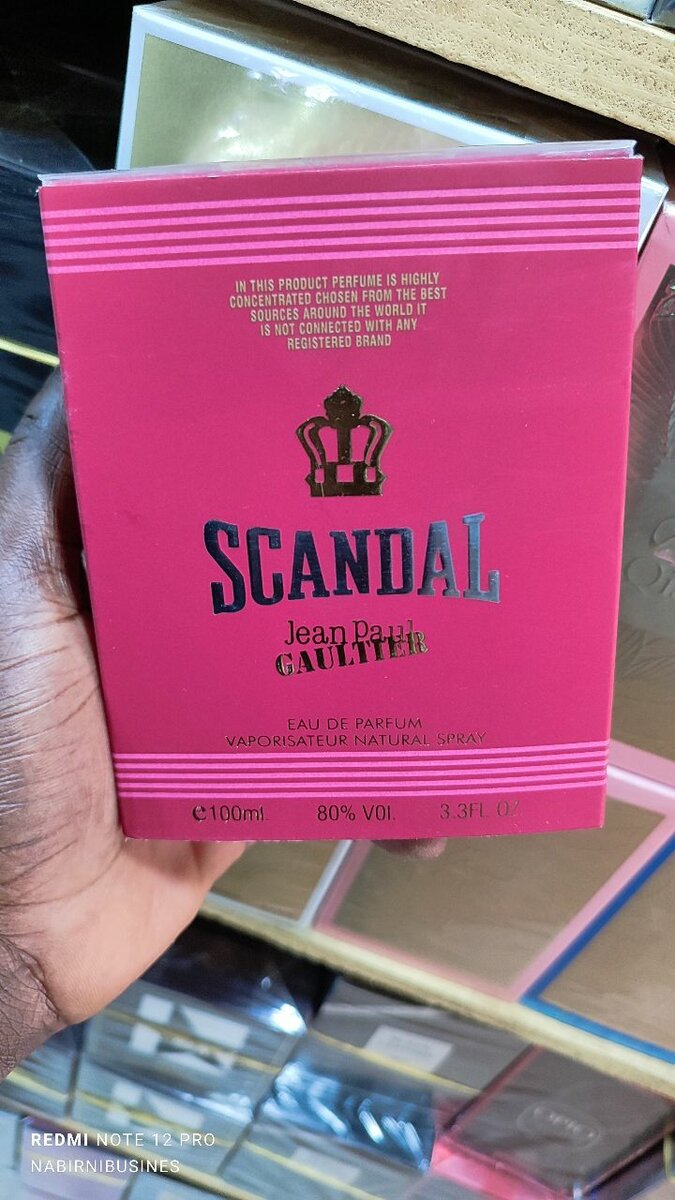 IN THIS PRODUCT PERFUME IS HIGHLY
CONCENTRATED CHOSEN FROM THE BEST
SOURCES AROUND THE WORLD IT
IS NOT CONNECTED WITH ANY
REGISTERED BRAND
SCANDAL
Jean Paul
GAULTIER
EAU DE PARFUM
VAPORISATEUR NATURAL SPRAY
e100ml. 80% VOl. 3.3FL. OZ
REDMI NOTE 12 PRO
NABIRNIBUSINES